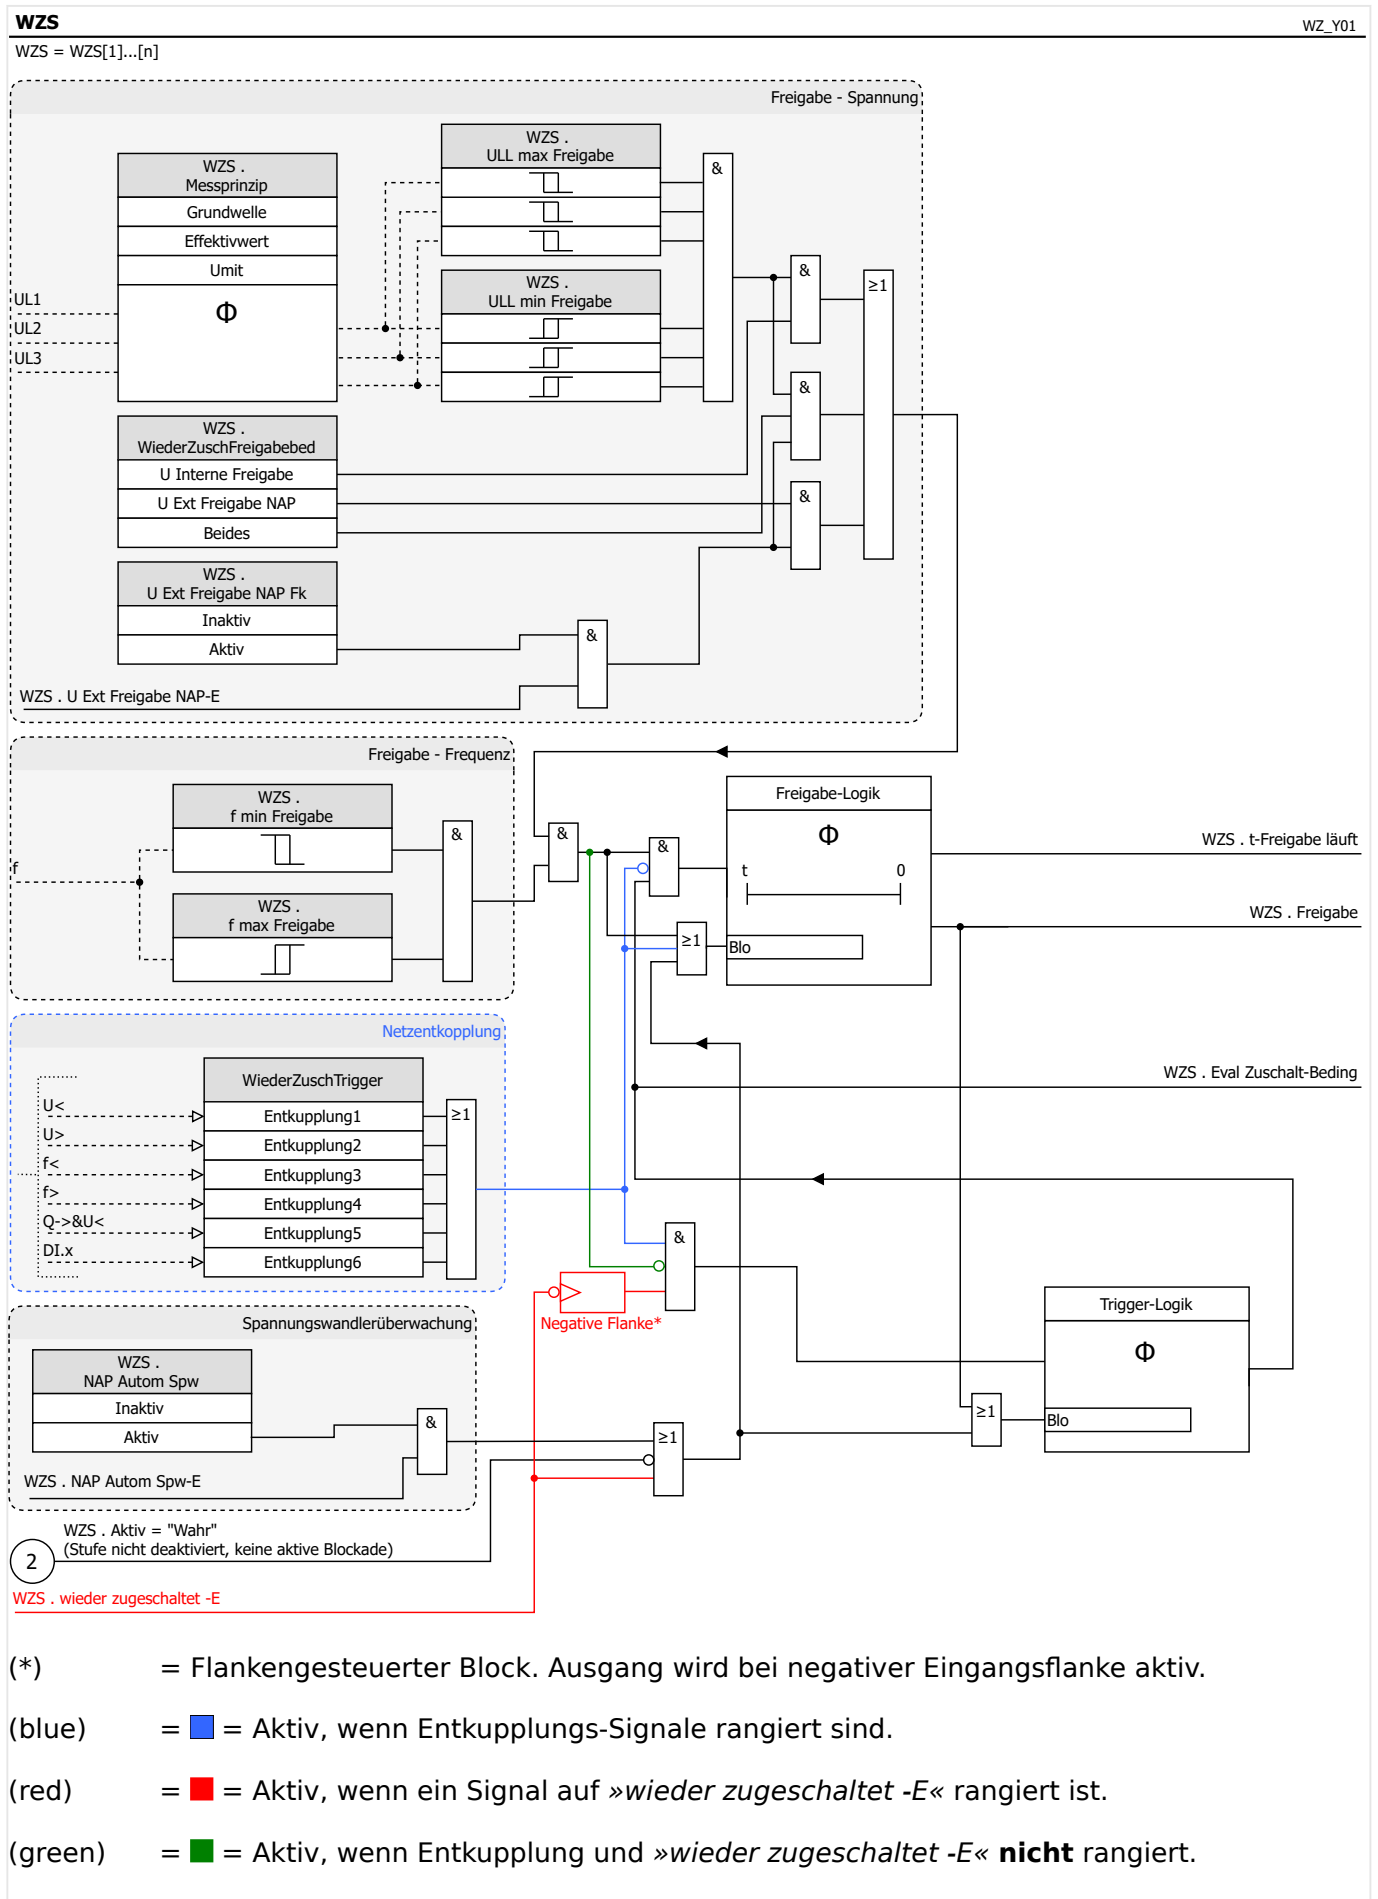 WZS
WZ_Y01
WZS = WZS[1]...[n]
Freigabe - Spannung
WZS .
Messprinzip
Grundwelle
Effektivwert
Umit
Φ
UL1
UL2
UL3
WZS .
ULL max Freigabe
WZS .
ULL min Freigabe
&
&
&
&
≥1
WZS .
WiederZuschFreigabebed
U Interne Freigabe
U Ext Freigabe NAP
Beides
WZS .
U Ext Freigabe NAP Fk
Inaktiv
Aktiv
&
WZS . U Ext Freigabe NAP-E
Freigabe - Frequenz
WZS .
f min Freigabe
f
WZS .
f max Freigabe
&
&
&
≥1
Freigabe-Logik
Φ
t 0
Blo
WZS . t-Freigabe läuft
WZS . Freigabe
Netzentkopplung
WiederZuschTrigger
U<
Entkupplung1
U>
Entkupplung2
f<
Entkupplung3
f>
Entkupplung4
Q->&U<
Entkupplung5
DI.x
Entkupplung6
≥1
WZS . Eval Zuschalt-Beding
&
Negative Flanke*
Trigger-Logik
Φ
Blo
≥1
Spannungswandlerüberwachung
WZS .
NAP Autom Spw
Inaktiv
Aktiv
&
≥1
WZS . NAP Autom Spw-E
2
WZS . Aktiv = "Wahr"
(Stufe nicht deaktiviert, keine aktive Blockade)
WZS . wieder zugeschaltet -E
(*) = Flankengesteuerter Block. Ausgang wird bei negativer Eingangsflanke aktiv.
(blue) = = Aktiv, wenn Entkupplungs-Signale rangiert sind.
(red) = = Aktiv, wenn ein Signal auf »wieder zugeschaltet -E« rangiert ist.
(green) = = Aktiv, wenn Entkupplung und »wieder zugeschaltet -E« nicht rangiert.